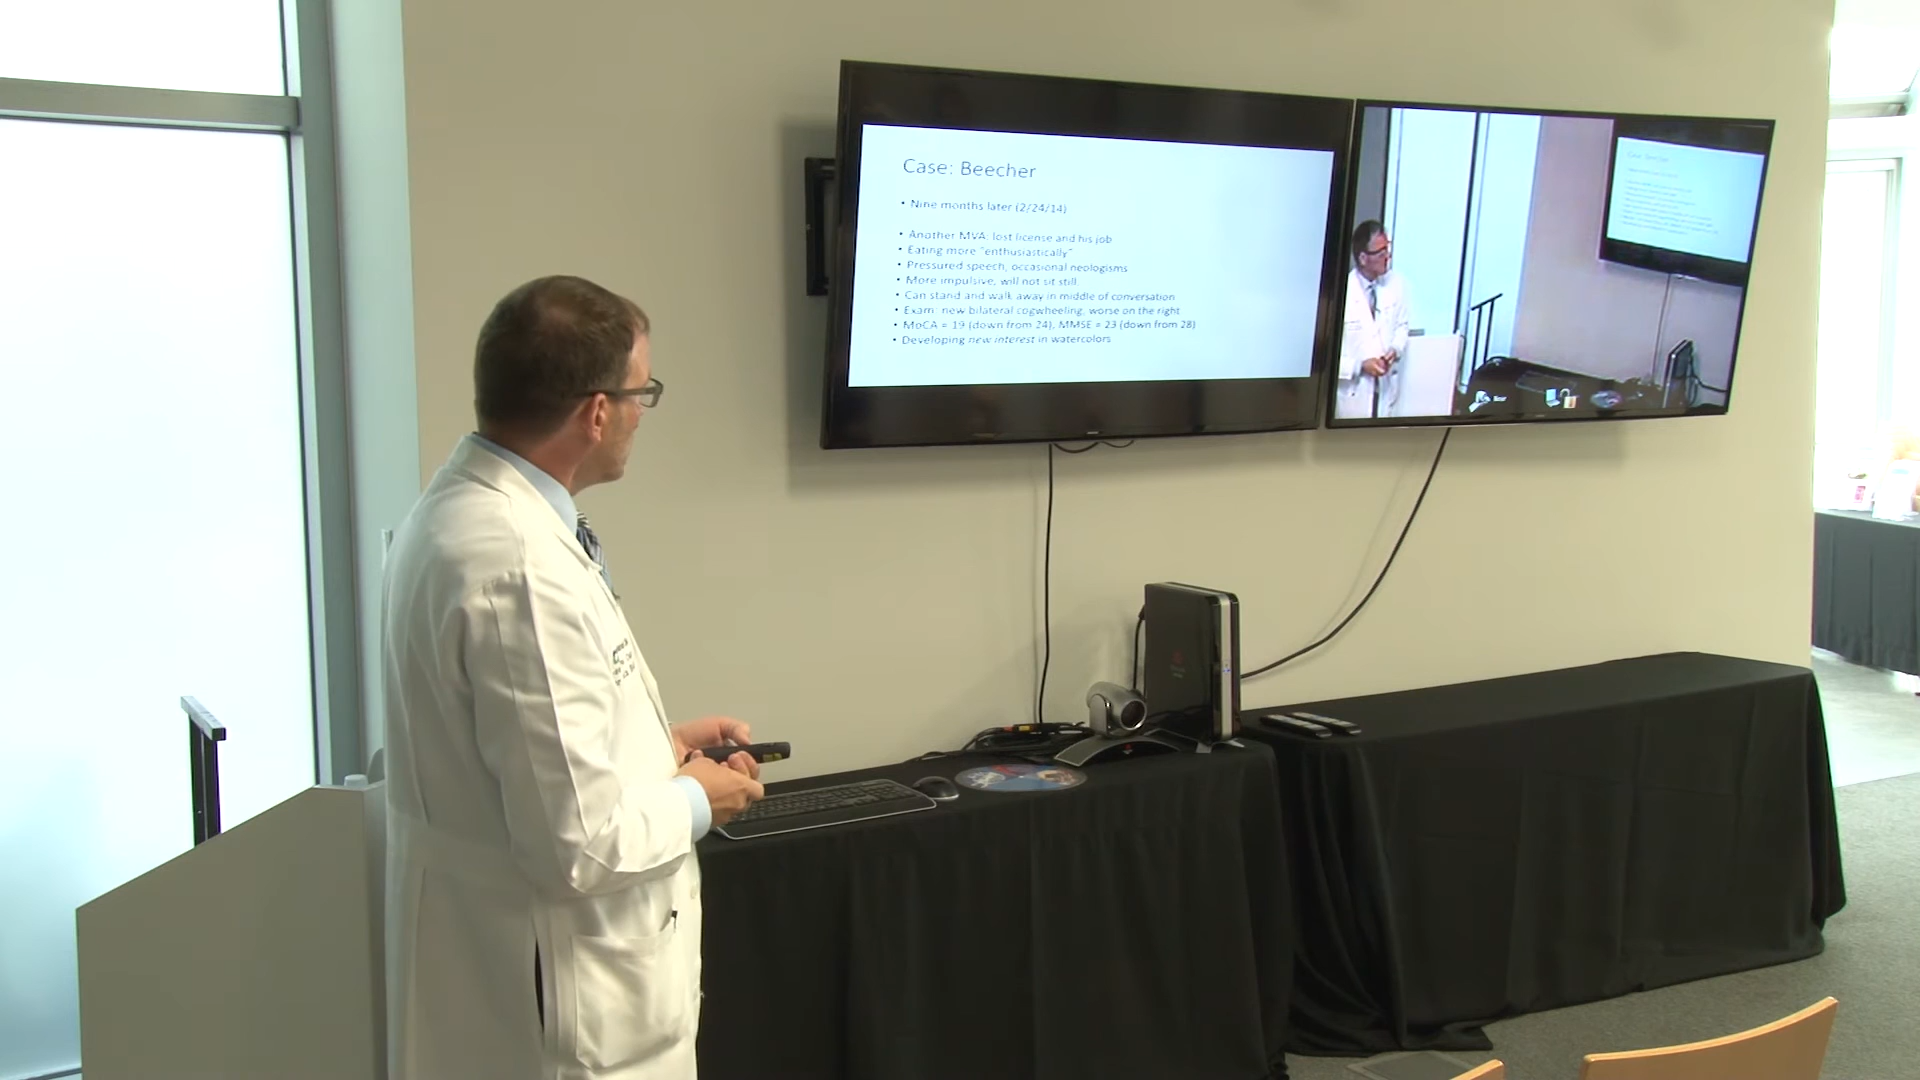 Case: Beecher
• Nine months later (2/24/14)
• Another MVA: lost license and his job
• Eating more "enthusiastically"
• Pressured speech, occasional neologisms
• More impulsive, will not sit still
• Can stand and walk away in middle of conversation
• Exam: new bilateral cogwheeling, worse on the right
• MoCA = 19 (down from 24), MMSE = 23 (down from 28)
• Developing new interest in watercolors